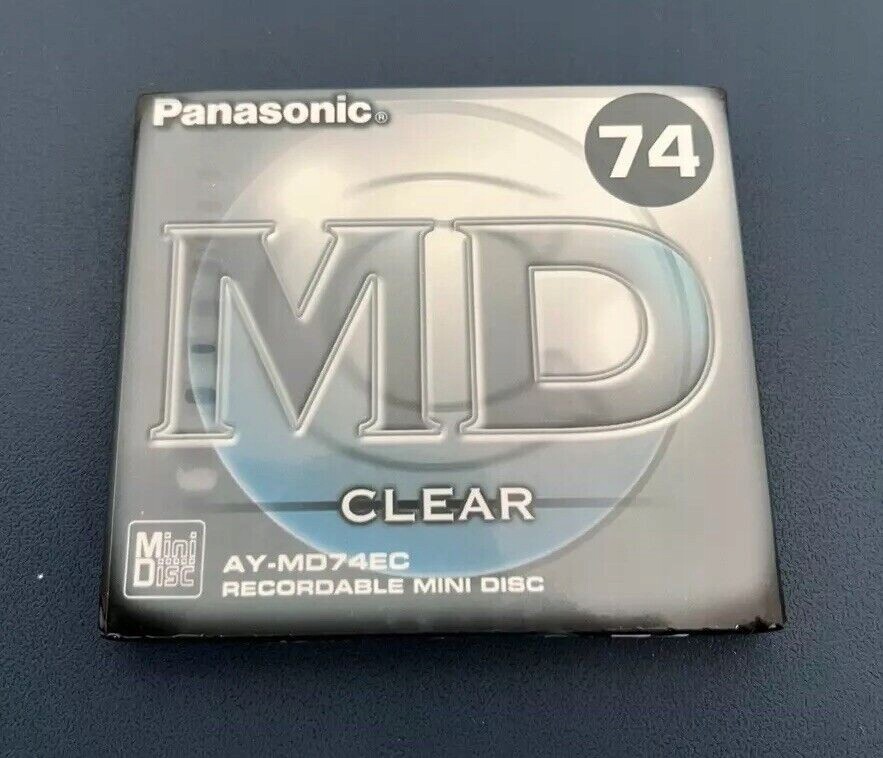 Panasonic®
74
MD
CLEAR
Mini
Disc
AY-MD74EC
RECORDABLE MINI DISC